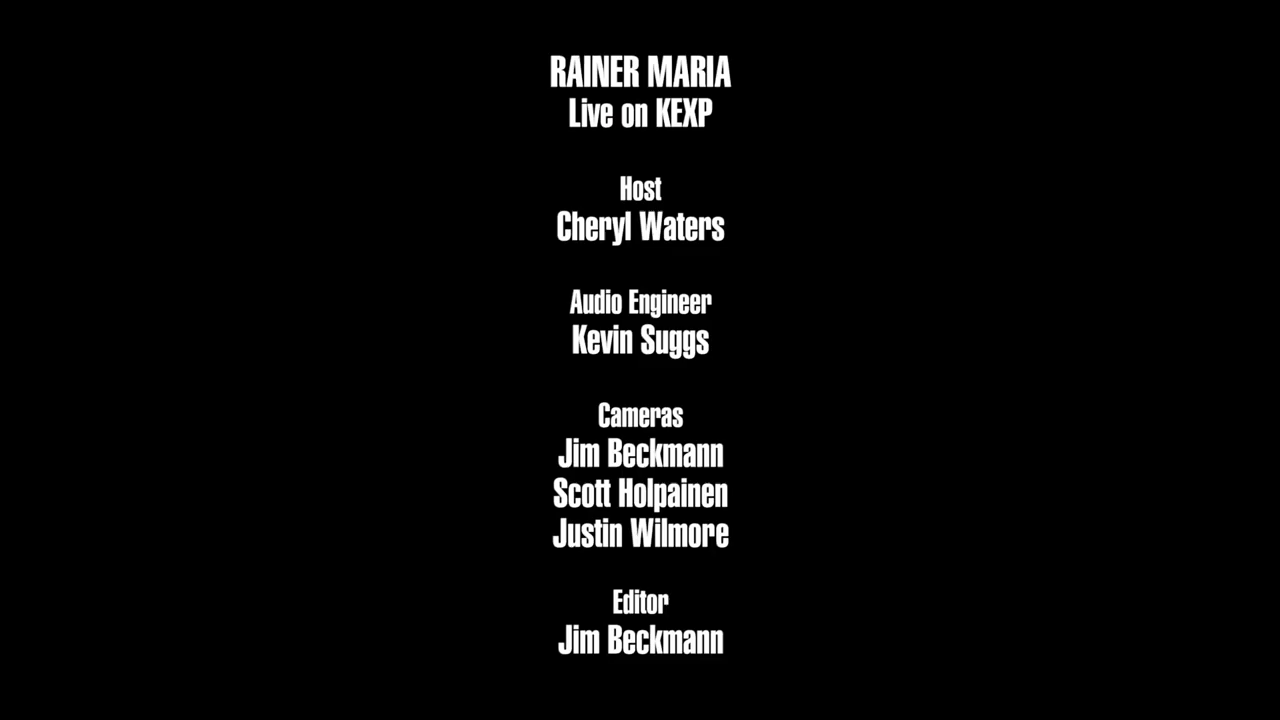 RAINER MARIA
Live on KEXP
Host
Cheryl Waters
Audio Engineer
Kevin Suggs
Cameras
Jim Beckmann
Scott Holpainen
Justin Wilmore
Editor
Jim Beckmann